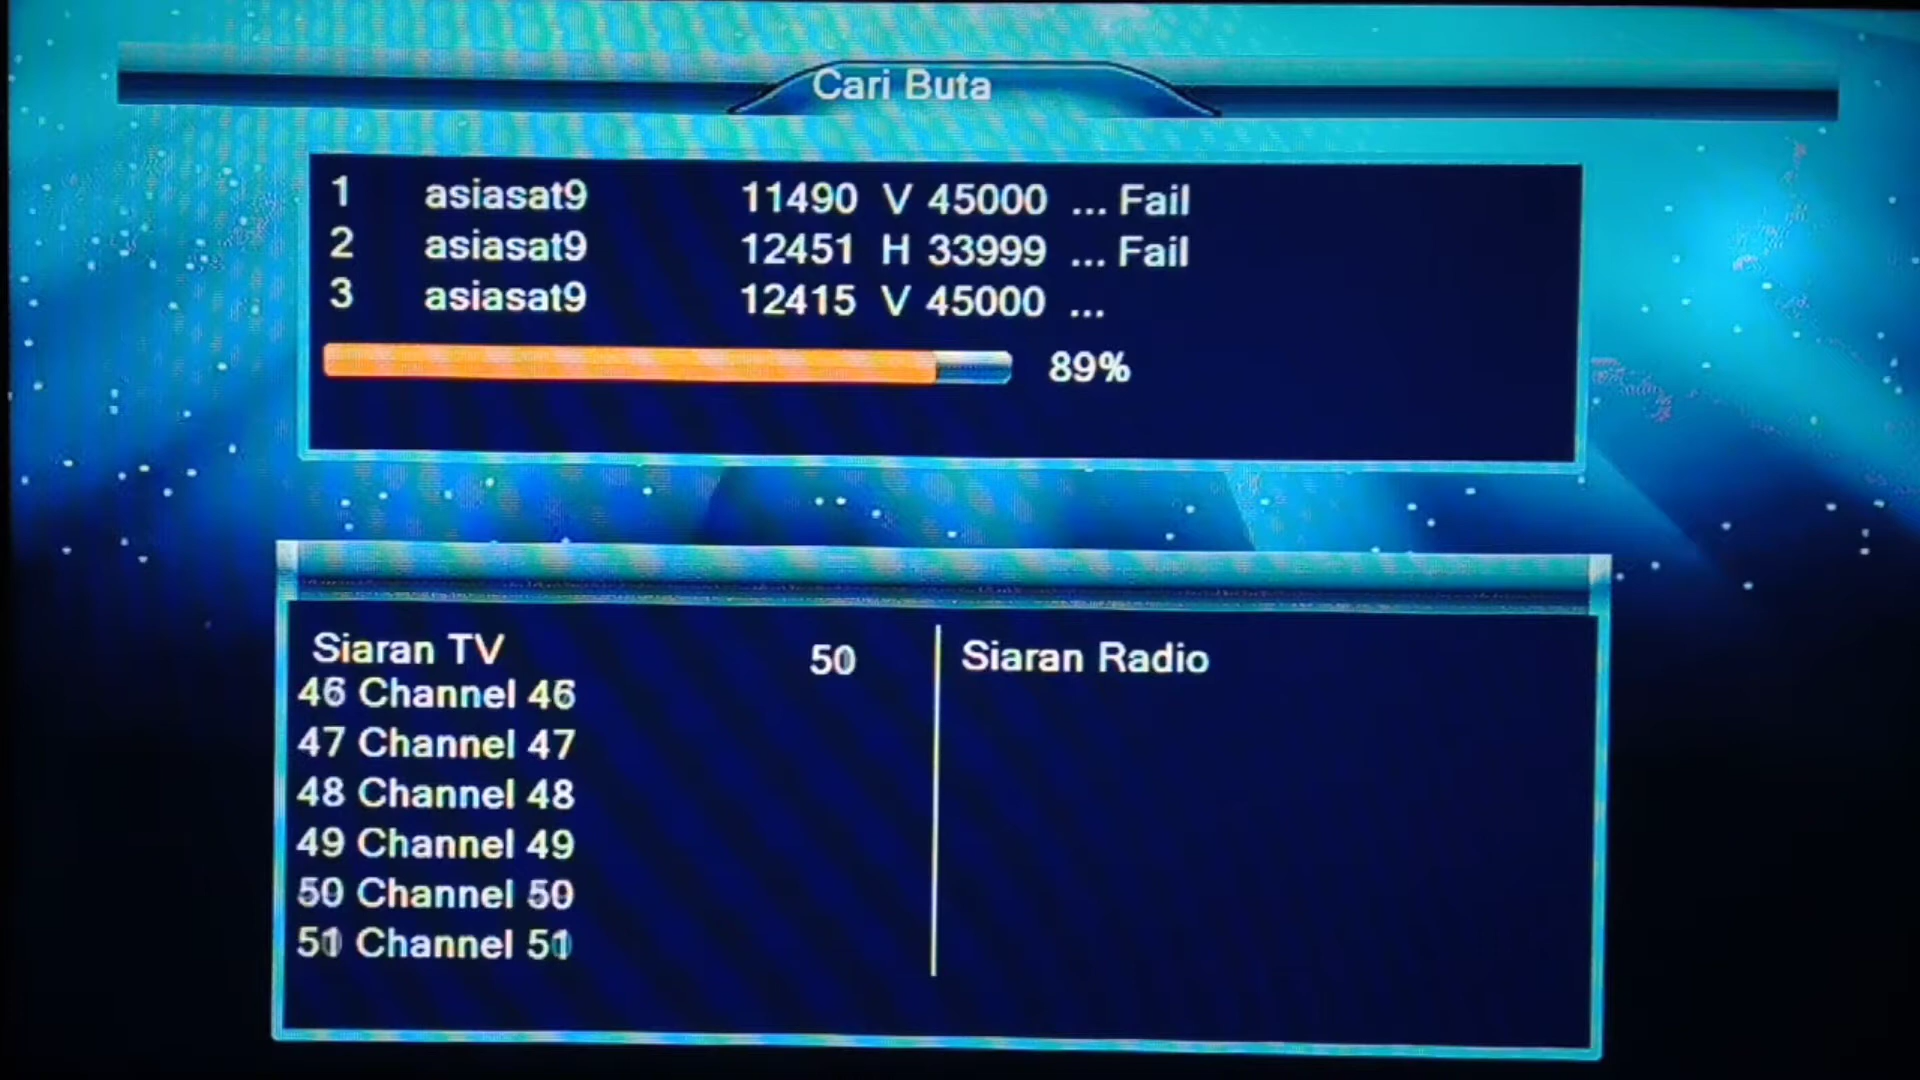 Cari Buta
1 asiasat9 11490 V 45000 ... Fail
2 asiasat9 12451 H 33999 ... Fail
3 asiasat9 12415 V 45000 ...
89%
Siaran TV 50 Siaran Radio
46 Channel 46
47 Channel 47
48 Channel 48
49 Channel 49
50 Channel 50
51 Channel 51